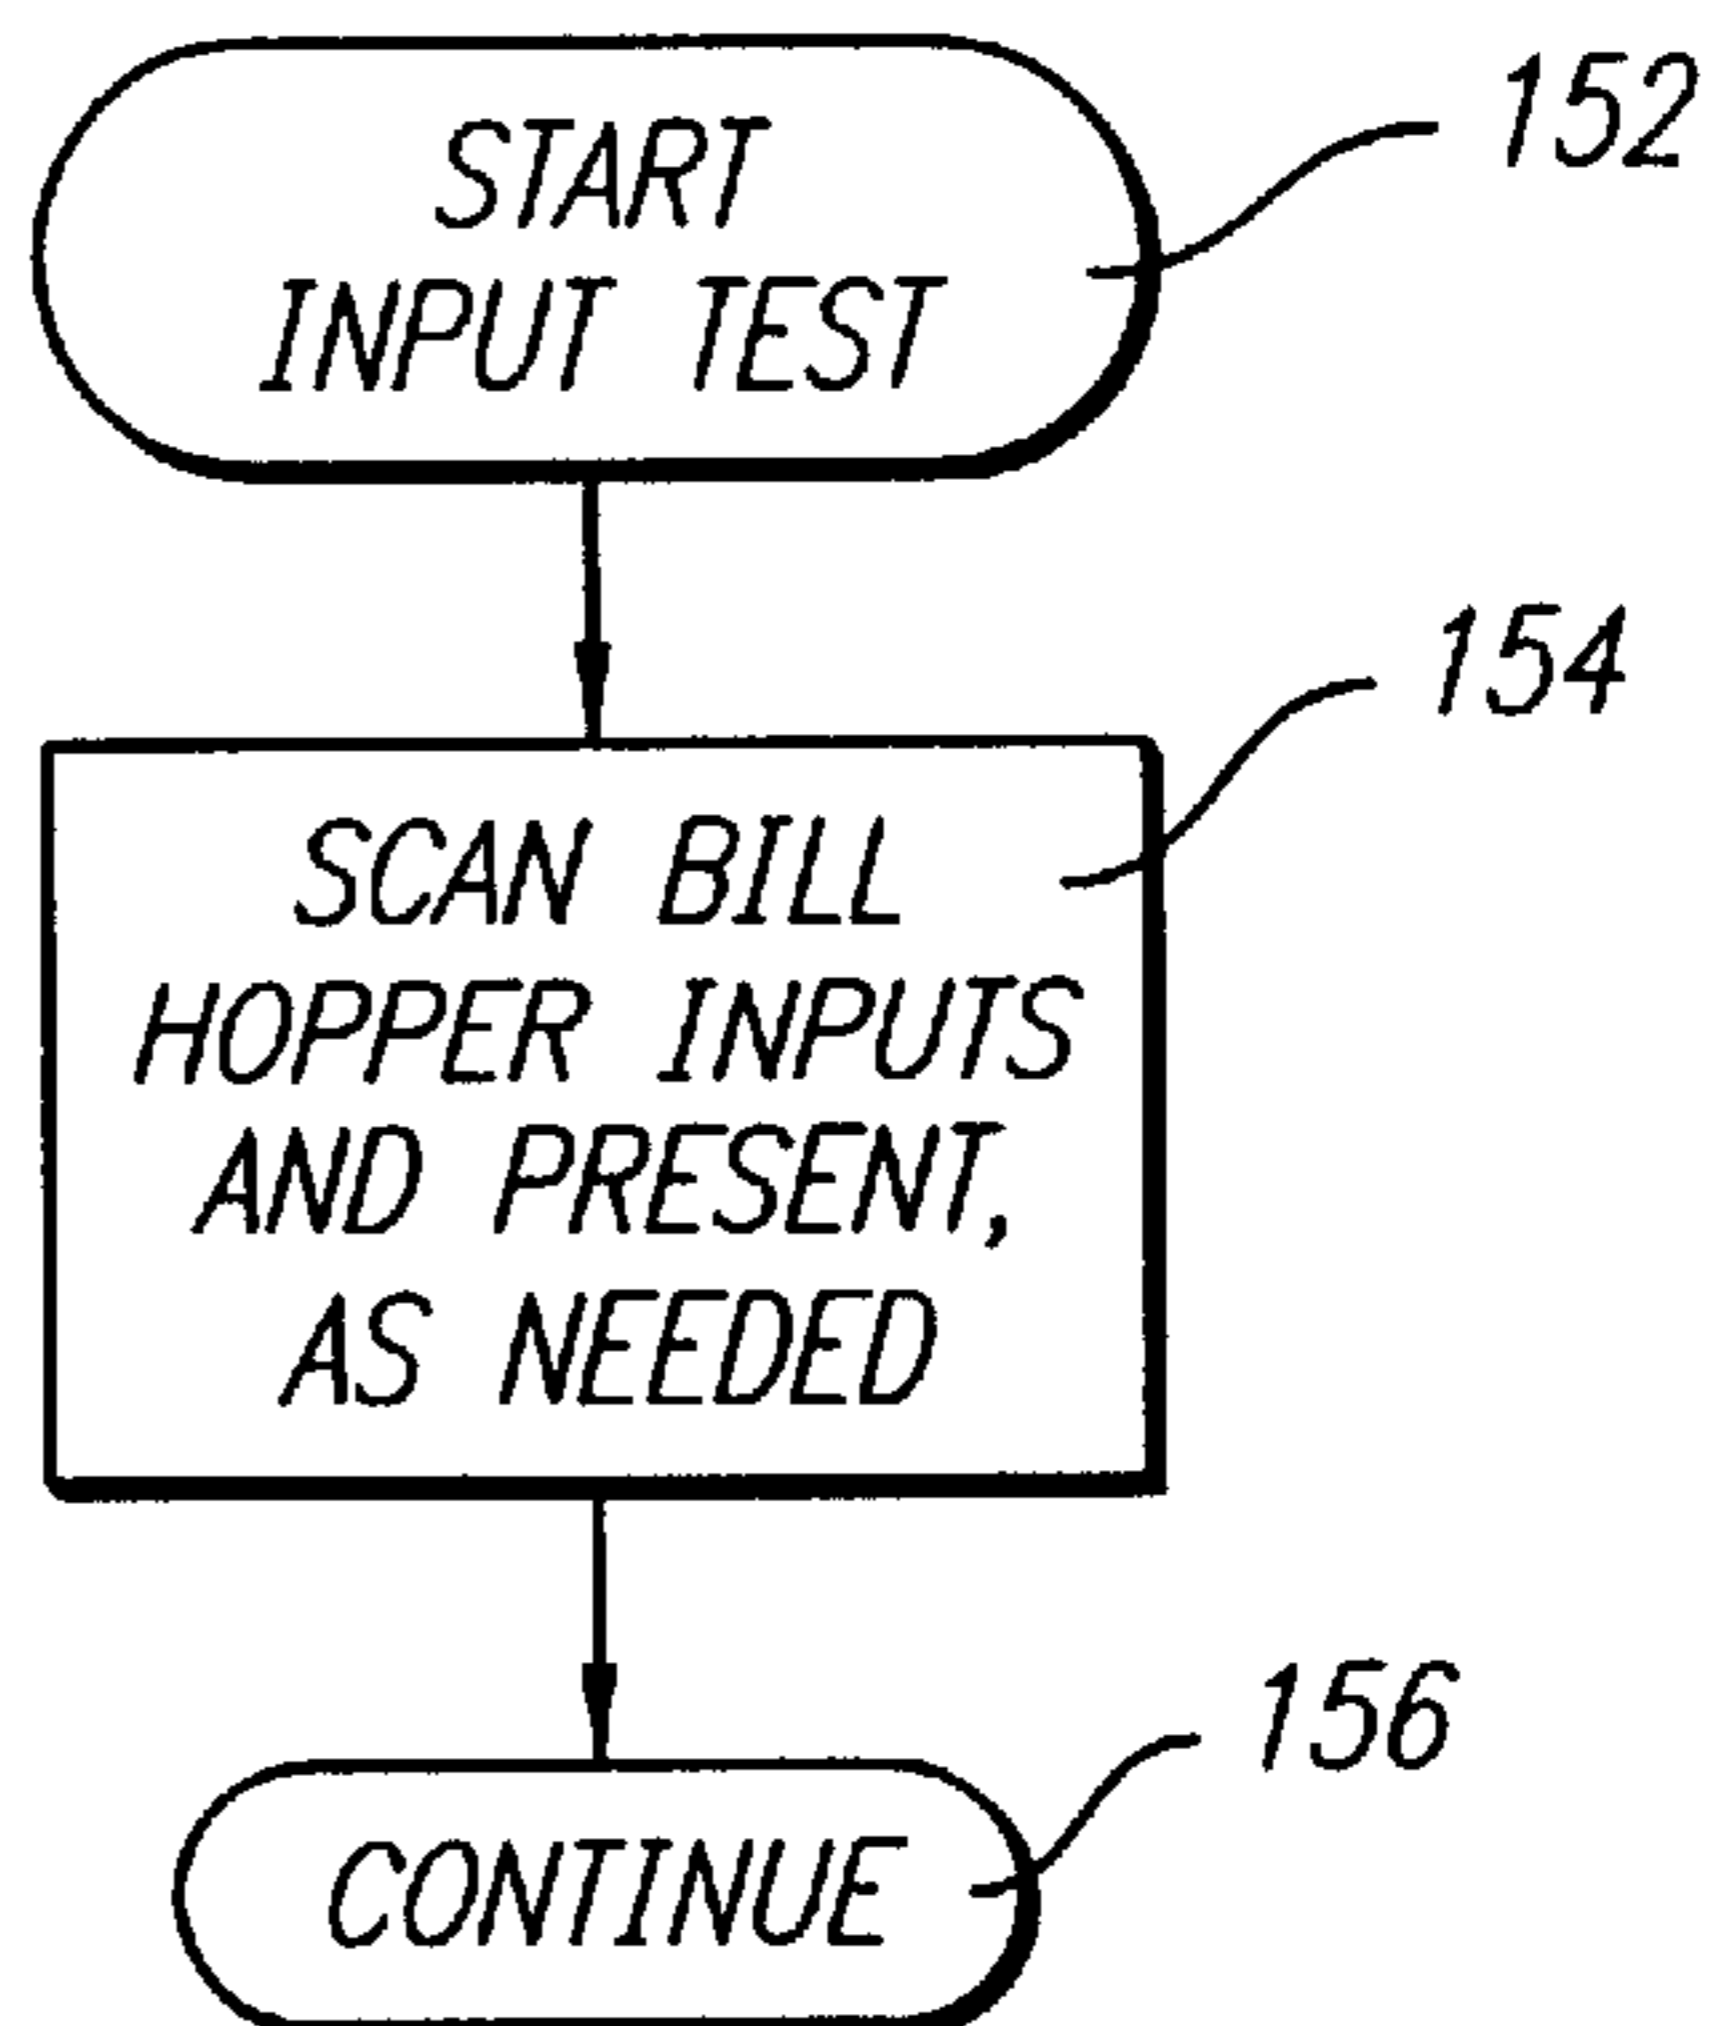 START
INPUT TEST
152
154
SCAN BILL
HOPPER INPUTS
AND PRESENT,
AS NEEDED
156
CONTINUE